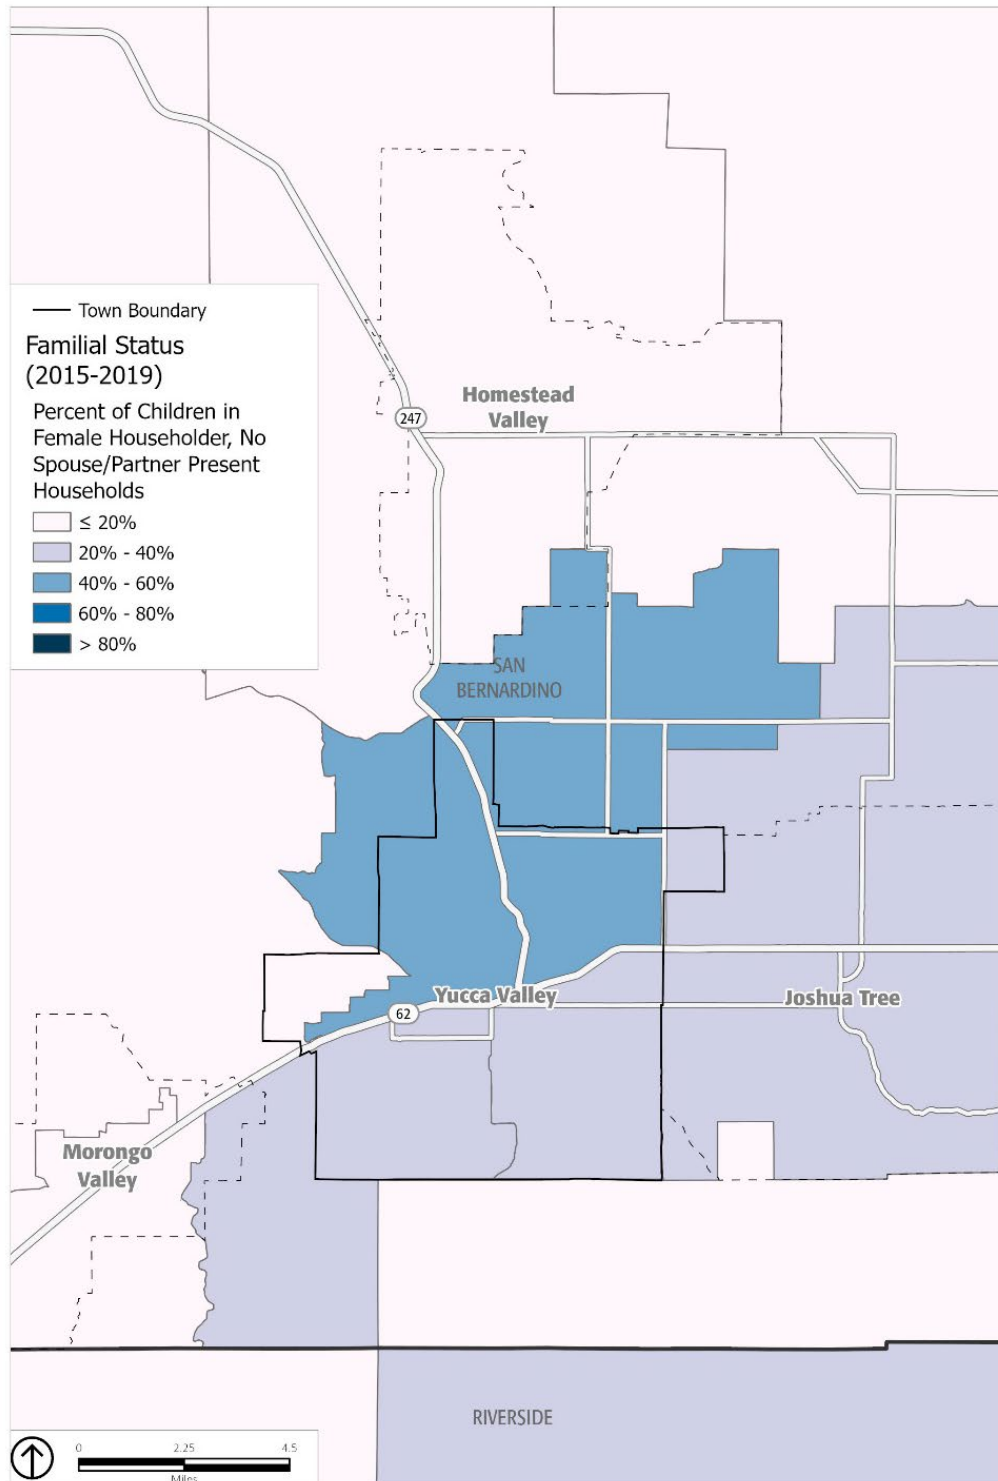 Town Boundary
Familial Status
(2015-2019)
Percent of Children in
Female Householder, No
Spouse/Partner Present
Households
≤ 20%
20% - 40%
40% - 60%
60% - 80%
> 80%
Homestead
Valley
247
SAN
BERNARDINO
Yucca Valley
Joshua Tree
62
Morongo
Valley
RIVERSIDE
0 2.25 4.5
Miles